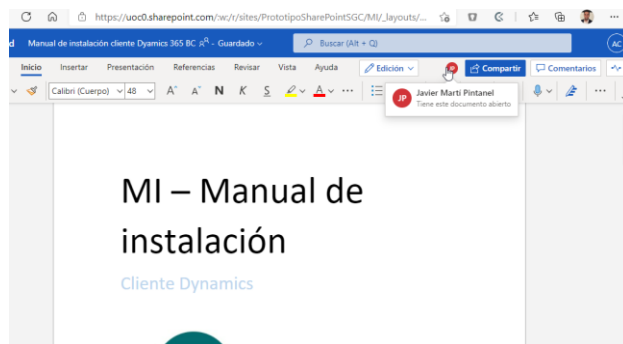 https://uoc0.sharepoint.com/:w:/r/sites/PrototipoSharePointSGC/MI/_layouts/...
d Manual de instalación cliente Dyamics 365 BC - Guardado
Buscar (Alt + Q)
AC
Inicio Insertar Presentación Referencias Revisar Vista Ayuda Edición JP Compartir Comentarios
Calibri (Cuerpo) 48 A A N K S A ...
JP Javier Martí Pintanel
Tiene este documento abierto
MI – Manual de
instalación
Cliente Dynamics